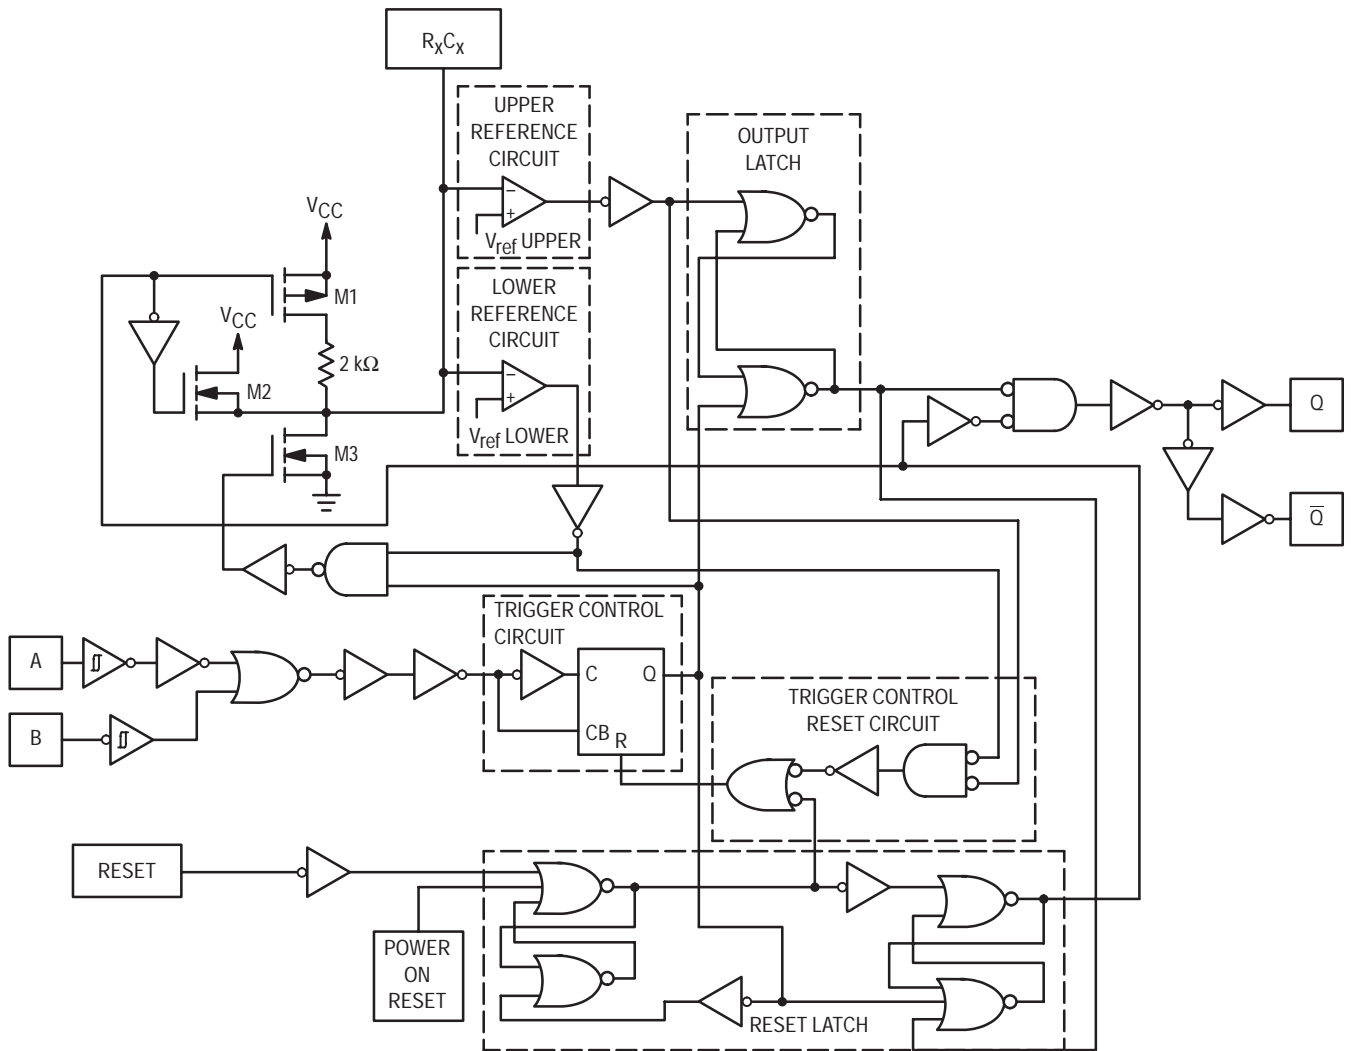 RxCx
UPPER
REFERENCE
CIRCUIT
−
+
Vref UPPER
OUTPUT
LATCH
VCC
M1
LOWER
REFERENCE
CIRCUIT
VCC
2 kΩ
M2
−
+
Vref LOWER
M3
Q
Q̅
TRIGGER CONTROL
CIRCUIT
A
C
Q
B
CB
R
TRIGGER CONTROL
RESET CIRCUIT
RESET
POWER
ON
RESET
RESET LATCH